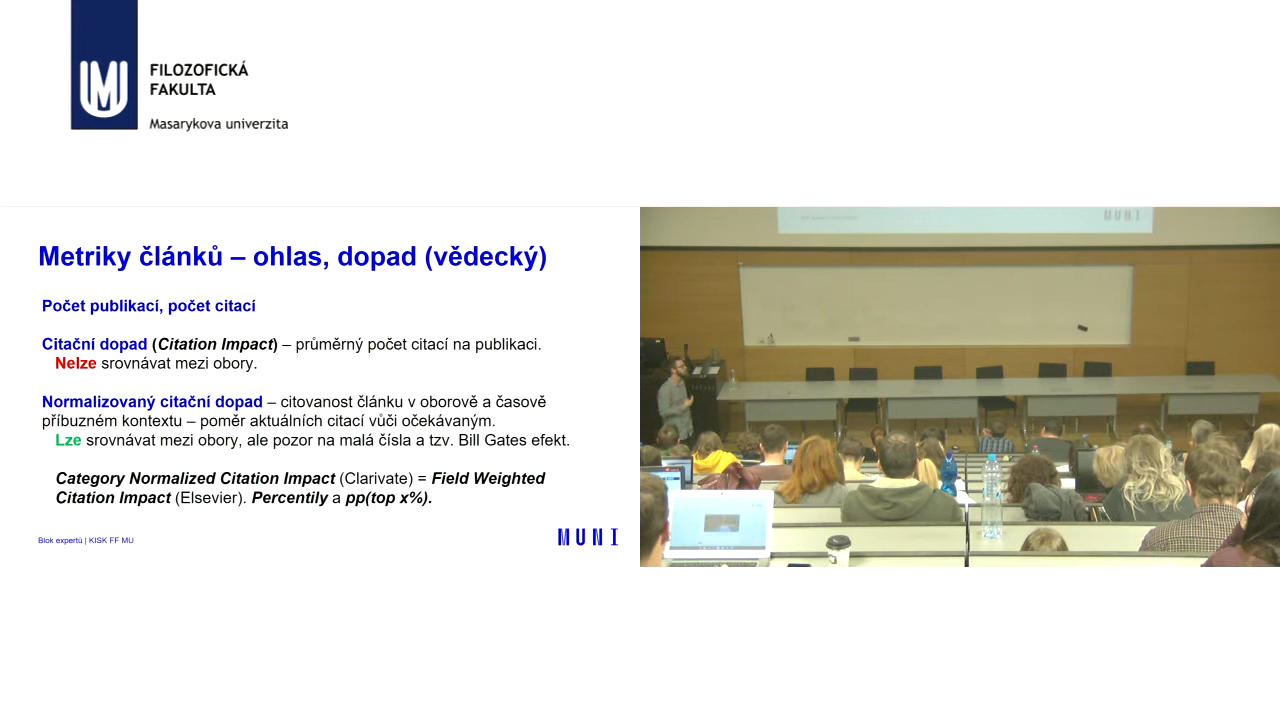 FILOZOFICKÁ
FAKULTA
Masarykova univerzita
Metriky článků – ohlas, dopad (vědecký)
Počet publikací, počet citací
Citační dopad (Citation Impact) – průměrný počet citací na publikaci.
Nelze srovnávat mezi obory.
Normalizovaný citační dopad – citovanost článku v oborově a časově
příbuzném kontextu – poměr aktuálních citací vůči očekávaným.
Lze srovnávat mezi obory, ale pozor na malá čísla a tzv. Bill Gates efekt.
Category Normalized Citation Impact (Clarivate) = Field Weighted
Citation Impact (Elsevier). Percentily a pp(top x%).
Blok expertů | KISK FF MU
MUNI
MUNI